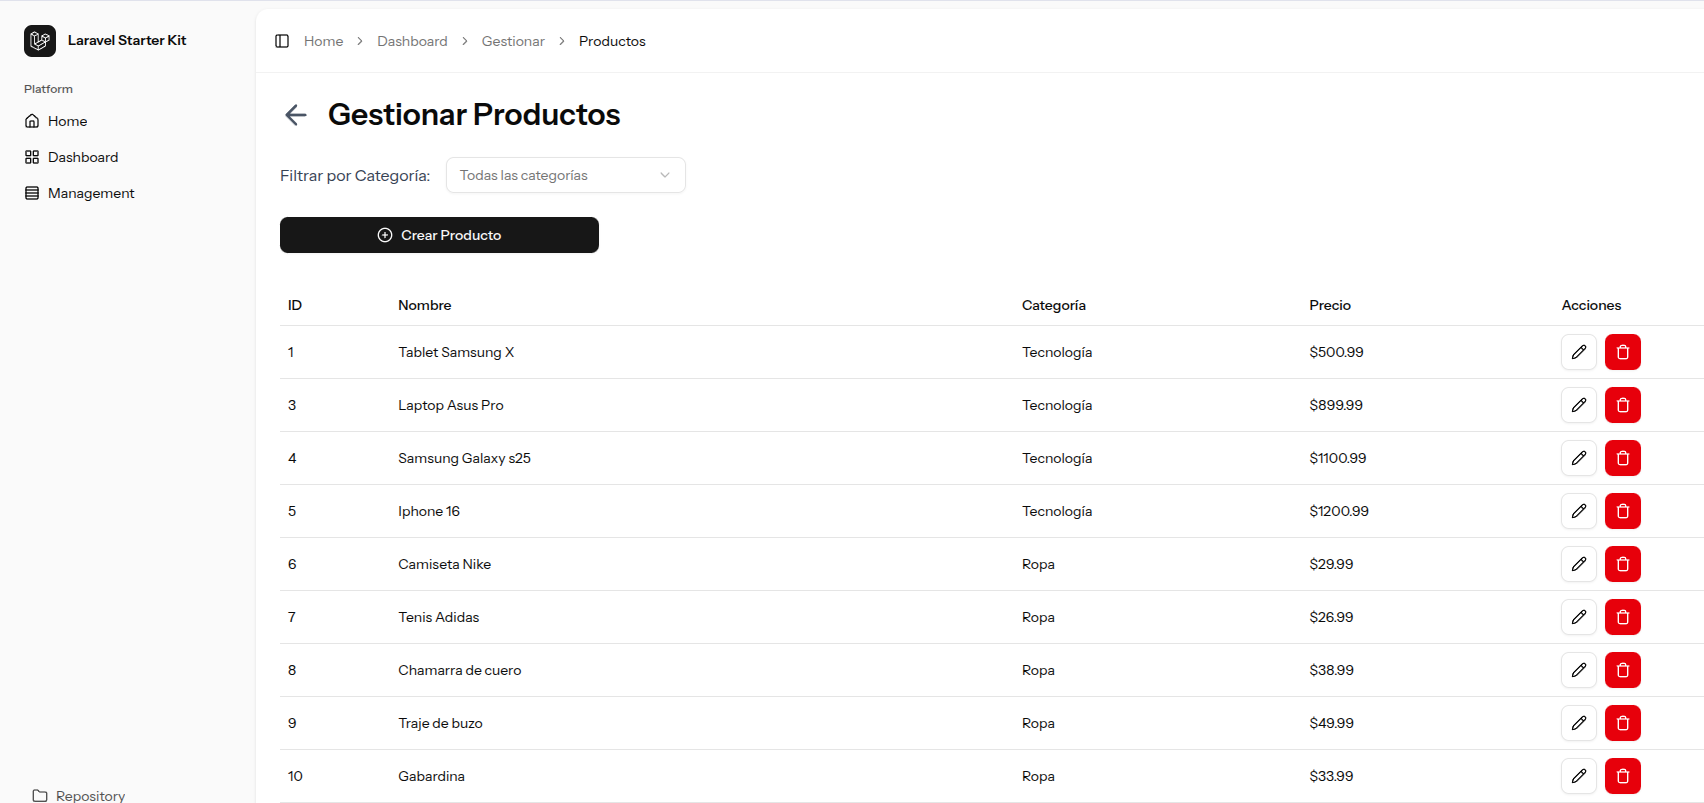 Laravel Starter Kit
Platform
Home
Dashboard
Management
Repository
Home > Dashboard > Gestionar > Productos
Gestionar Productos
Filtrar por Categoría: Todas las categorías
Crear Producto
ID Nombre Categoría Precio Acciones
1 Tablet Samsung X Tecnología $500.99
3 Laptop Asus Pro Tecnología $899.99
4 Samsung Galaxy s25 Tecnología $1100.99
5 Iphone 16 Tecnología $1200.99
6 Camiseta Nike Ropa $29.99
7 Tenis Adidas Ropa $26.99
8 Chamarra de cuero Ropa $38.99
9 Traje de buzo Ropa $49.99
10 Gabardina Ropa $33.99